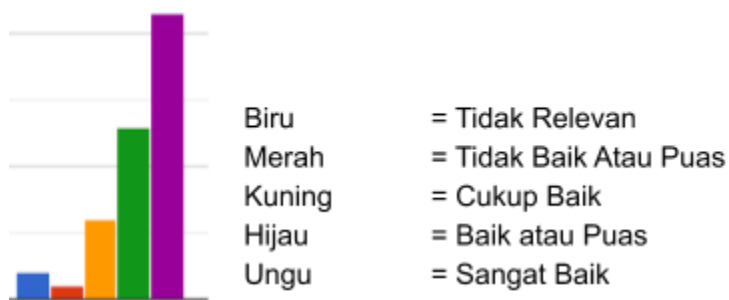 Biru = Tidak Relevan
Merah = Tidak Baik Atau Puas
Kuning = Cukup Baik
Hijau = Baik atau Puas
Ungu = Sangat Baik